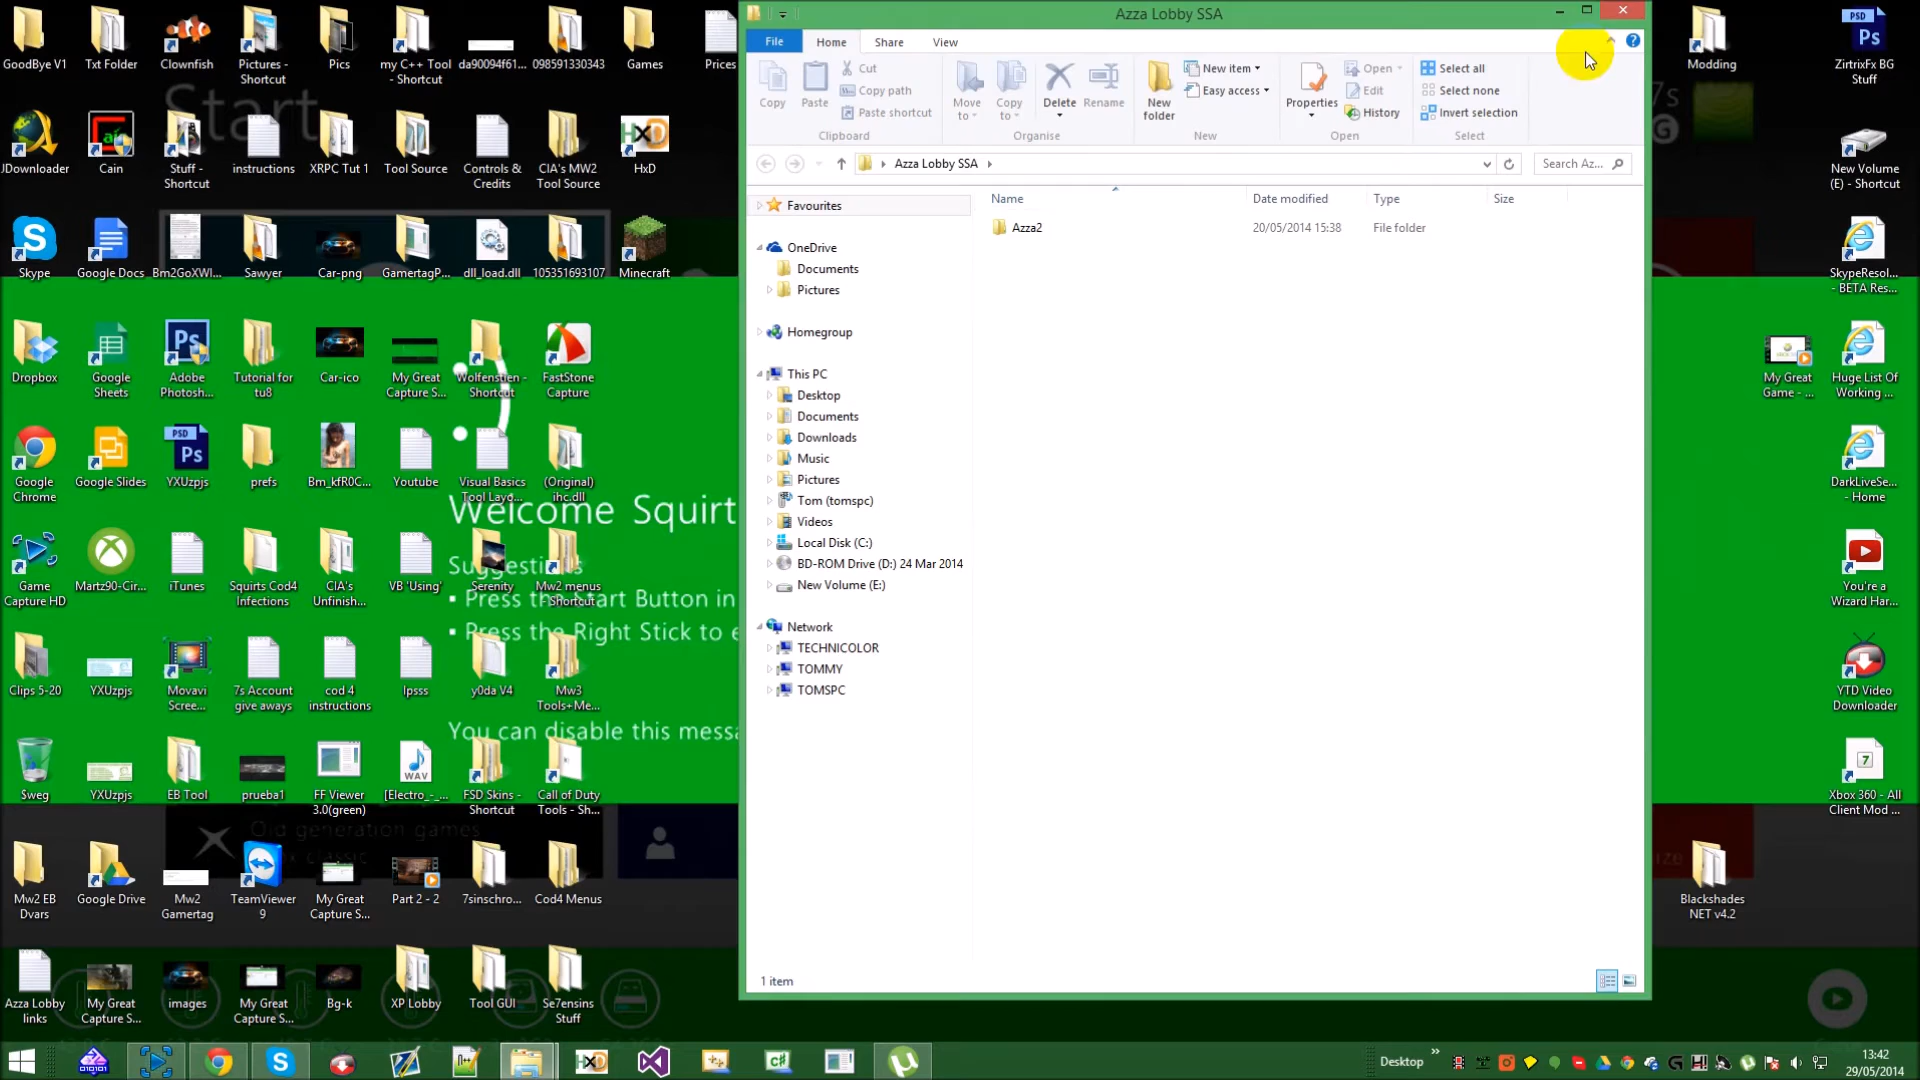 Azza Lobby SSA
File
Home
Share
View
Copy
Paste
Cut
Copy path
Paste shortcut
Clipboard
Move to
Copy to
Delete
Rename
Organise
New folder
New item
Easy access
New
Properties
Open
Edit
History
Open
Select all
Select none
Invert selection
Select
Azza Lobby SSA
Search Az...
Name
Date modified
Type
Size
Azza2
20/05/2014 15:38
File folder
Favourites
OneDrive
Documents
Pictures
Homegroup
This PC
Desktop
Documents
Downloads
Music
Pictures
Tom (tomspc)
Videos
Local Disk (C:)
BD-ROM Drive (D:) 24 Mar 2014
New Volume (E:)
Network
TECHNICOLOR
TOMMY
TOMSPC
1 item
GoodBye V1
Txt Folder
Clownfish
Pictures -
Shortcut
Pics
my C++ Tool
- Shortcut
da90094f61...
098591330343
Games
Prices
Start
JDownloader
Cain
Stuff -
Shortcut
instructions
XRPC Tut 1
Tool Source
Controls &
Credits
CIA's MW2
Tool Source
HxD
Skype
Google Docs
Bm2GoXWI...
Sawyer
Car-png
GamertagP...
dll_load.dll
105351693107
Minecraft
Dropbox
Google
Sheets
Adobe
Photosh...
Tutorial for
tu8
Car-ico
My Great
Capture S...
Wolfenstien -
Shortcut
FastStone
Capture
Google
Chrome
Google Slides
YXUzpjs
prefs
Bm_kfR0C...
Youtube
Visual Basics
Tool Layo...
(Original)
ihc.dll
Welcome Squirt
Game
Capture HD
Martz90-Cir...
iTunes
Squirts Cod4
Infections
CIA's
Unfinish...
VB 'Using'
Serenity
Mw2 menus
- Shortcut
▪ Press the Start Button in
▪ Press the Right Stick to e
Clips 5-20
YXUzpjs
Movavi
Scree...
7s Account
give aways
cod 4
instructions
Ipsss
y0da V4
Mw3
Tools+Me...
You can disable this messa
$weg
YXUzpjs
EB Tool
prueba1
FF Viewer
3.0(green)
[Electro_-_...
FSD Skins -
Shortcut
Call of Duty
Tools - Sh...
Old generation games
Mw2 EB
Dvars
Google Drive
Mw2
Gamertag
TeamViewer
9
My Great
Capture S...
Part 2 - 2
7sinschro...
Cod4 Menus
Azza Lobby
links
My Great
Capture S...
images
My Great
Capture S...
Bg-k
XP Lobby
Tool GUI
Se7ensins
Stuff
Modding
ZirtrixFx BG
Stuff
New Volume
(E) - Shortcut
SkypeResol...
- BETA Res...
My Great
Game - ...
Huge List Of
Working ...
DarkLiveSe...
- Home
You're a
Wizard Har...
YTD Video
Downloader
Xbox 360 - All
Client Mod ...
Blackshades
NET v4.2
Desktop
13:42
29/05/2014